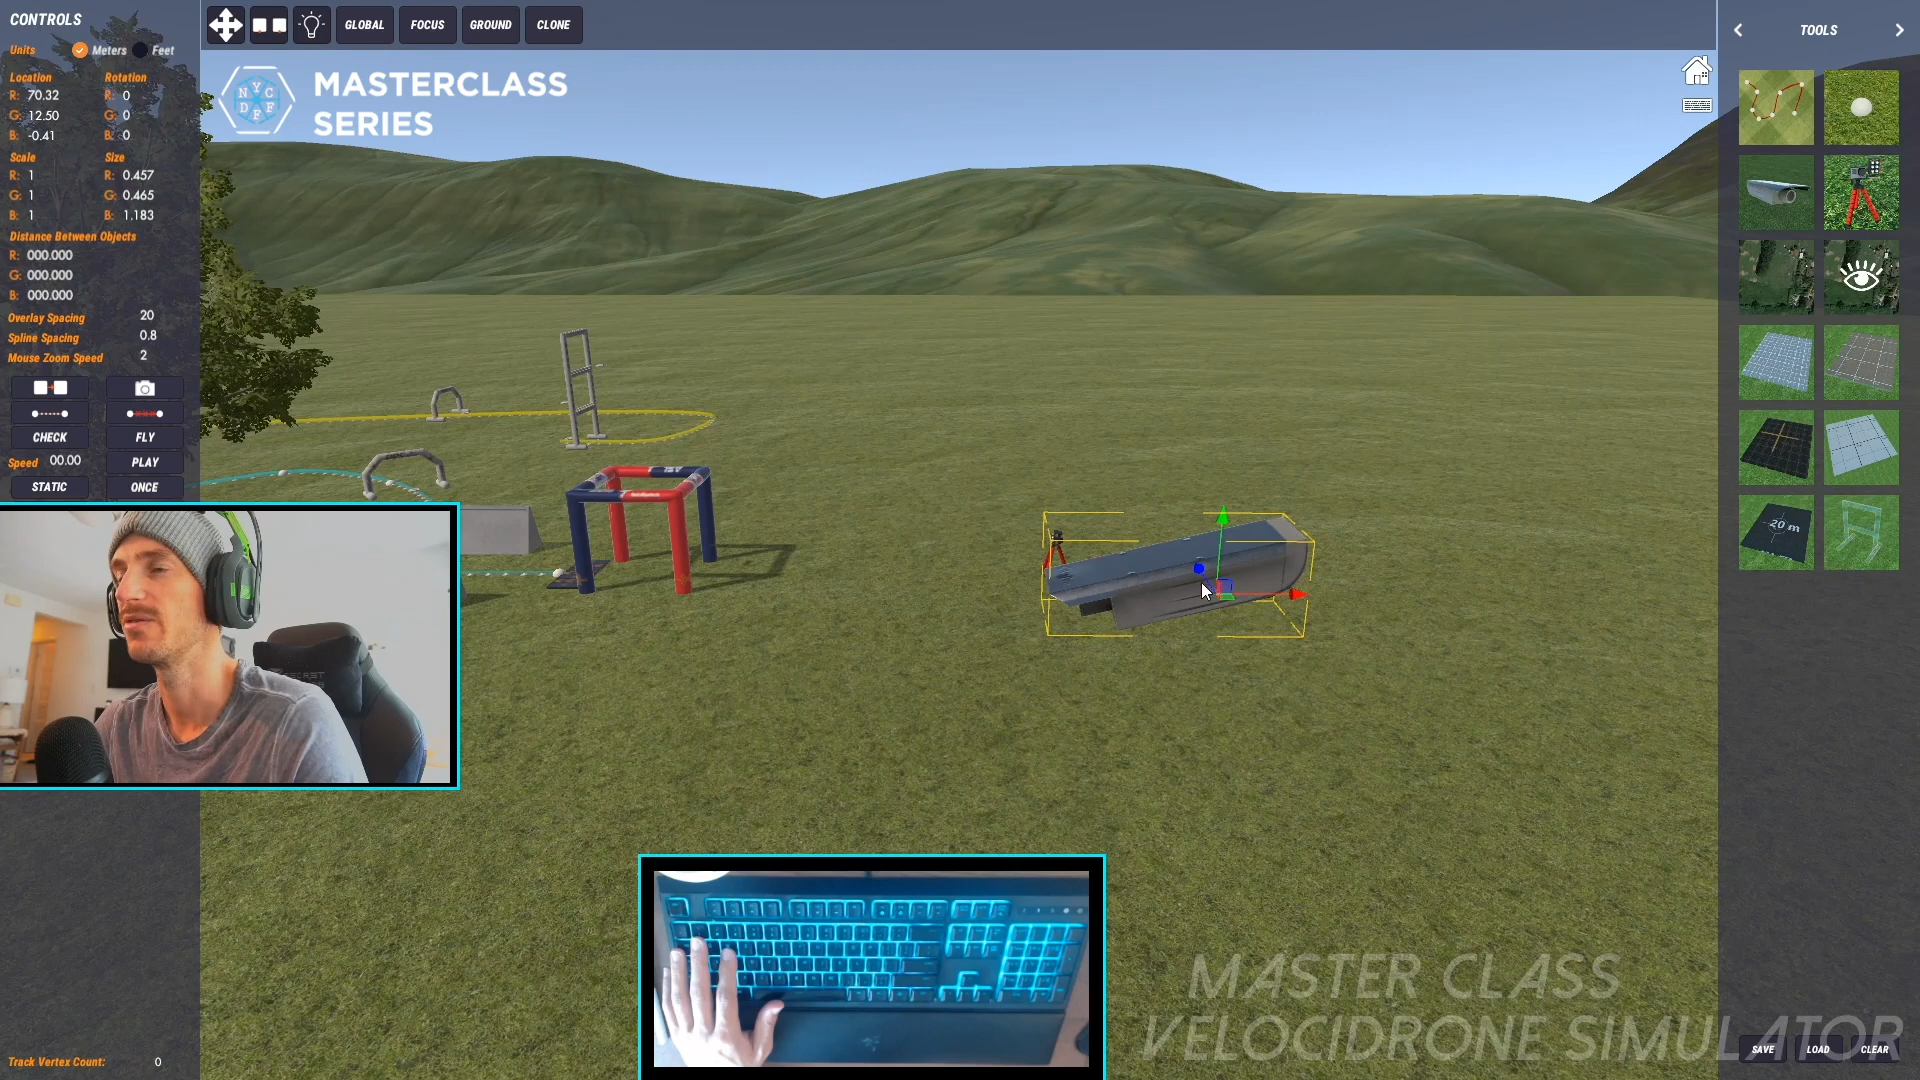 CONTROLS
Units Meters Feet
Location Rotation
R: 70.32 R: 0
G: 12.50 G: 0
B: -0.41 B: 0
Scale Size
R: 1 R: 0.457
G: 1 G: 0.465
B: 1 B: 1.183
Distance Between Objects
R: 000.000
G: 000.000
B: 000.000
Overlay Spacing 20
Spline Spacing 0.8
Mouse Zoom Speed 2
CHECK FLY
Speed 00.00 PLAY
STATIC ONCE
Track Vertex Count: 0
GLOBAL FOCUS GROUND CLONE
NYC
DFF
MASTERCLASS
SERIES
TOOLS
20 m
MASTER CLASS
VELOCIDRONE SIMULATOR
SAVE LOAD CLEAR